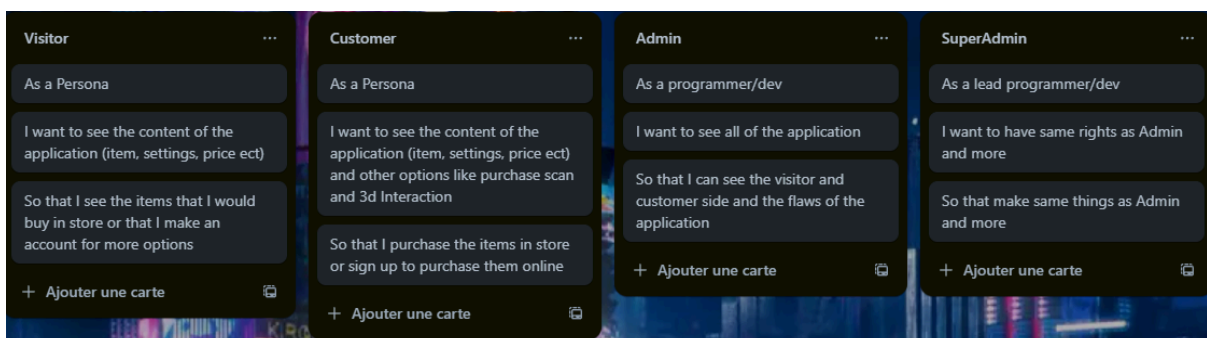 Visitor
As a Persona
I want to see the content of the
application (item, settings, price ect)
So that I see the items that I would
buy in store or that I make an
account for more options
+ Ajouter une carte
Customer
As a Persona
I want to see the content of the
application (item, settings, price ect)
and other options like purchase scan
and 3d Interaction
So that I purchase the items in store
or sign up to purchase them online
+ Ajouter une carte
Admin
As a programmer/dev
I want to see all of the application
So that I can see the visitor and
customer side and the flaws of the
application
+ Ajouter une carte
SuperAdmin
As a lead programmer/dev
I want to have same rights as Admin
and more
So that make same things as Admin
and more
+ Ajouter une carte